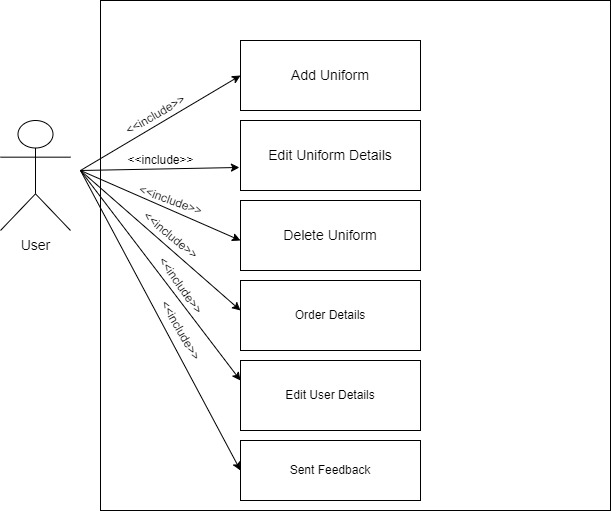 Add Uniform
<<include>>
<<include>>
Edit Uniform Details
<<include>>
Delete Uniform
User
<<include>>
<<include>>
Order Details
<<include>>
Edit User Details
Sent Feedback